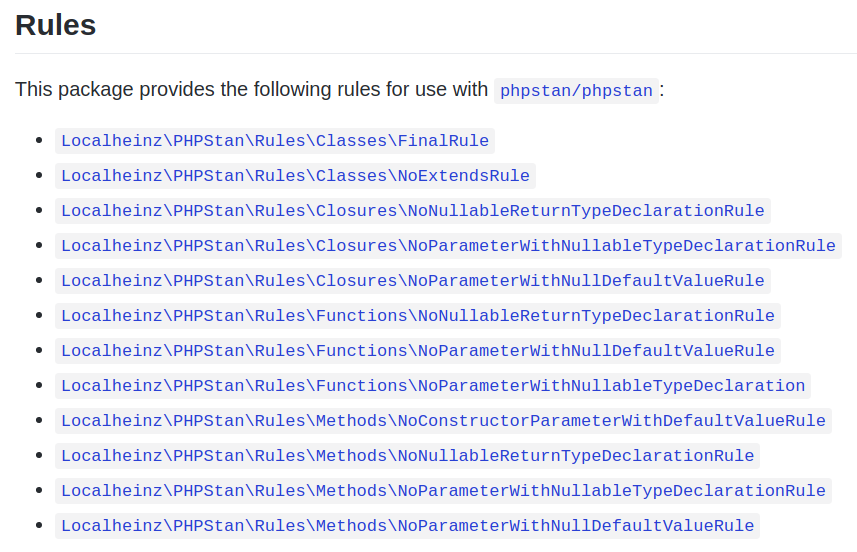 Rules
This package provides the following rules for use with phpstan/phpstan:
Localheinz\PHPStan\Rules\Classes\FinalRule
Localheinz\PHPStan\Rules\Classes\NoExtendsRule
Localheinz\PHPStan\Rules\Closures\NoNullableReturnTypeDeclarationRule
Localheinz\PHPStan\Rules\Closures\NoParameterWithNullableTypeDeclarationRule
Localheinz\PHPStan\Rules\Closures\NoParameterWithNullDefaultValueRule
Localheinz\PHPStan\Rules\Functions\NoNullableReturnTypeDeclarationRule
Localheinz\PHPStan\Rules\Functions\NoParameterWithNullDefaultValueRule
Localheinz\PHPStan\Rules\Functions\NoParameterWithNullableTypeDeclaration
Localheinz\PHPStan\Rules\Methods\NoConstructorParameterWithDefaultValueRule
Localheinz\PHPStan\Rules\Methods\NoNullableReturnTypeDeclarationRule
Localheinz\PHPStan\Rules\Methods\NoParameterWithNullableTypeDeclarationRule
Localheinz\PHPStan\Rules\Methods\NoParameterWithNullDefaultValueRule